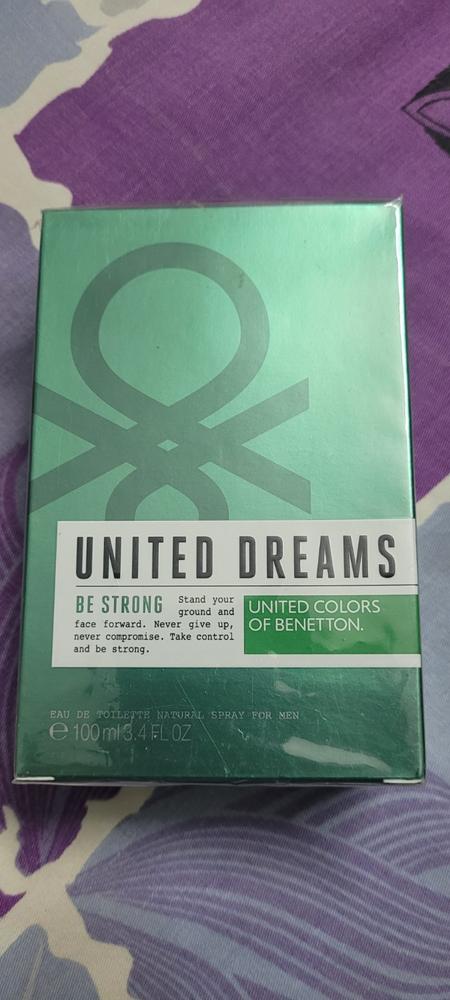 UNITED DREAMS
BE STRONG
Stand your
ground and
face forward. Never give up,
never compromise. Take control
and be strong.
UNITED COLORS
OF BENETTON.
EAU DE TOILETTE NATURAL SPRAY FOR MEN
℮ 100 ml 3.4 FL OZ